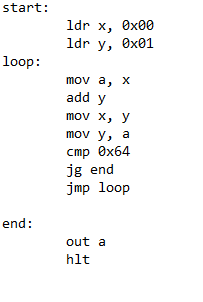 start:
ldr x, 0x00
ldr y, 0x01
loop:
mov a, x
add y
mov x, y
mov y, a
cmp 0x64
jg end
jmp loop
end:
out a
hlt